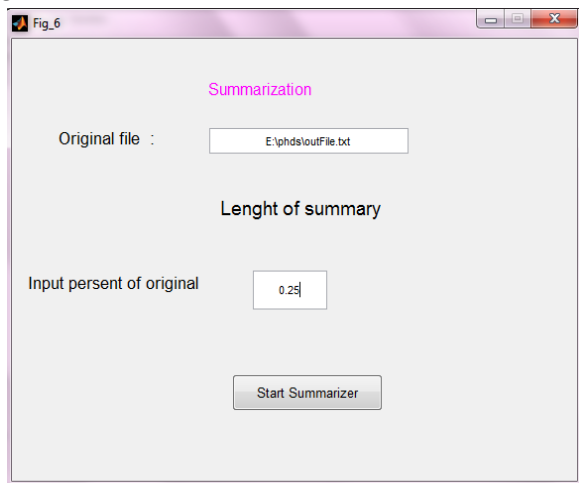 Fig_6
Summarization
Original file :
E:\phds\outFile.txt
Lenght of summary
Input persent of original
0.25
Start Summarizer